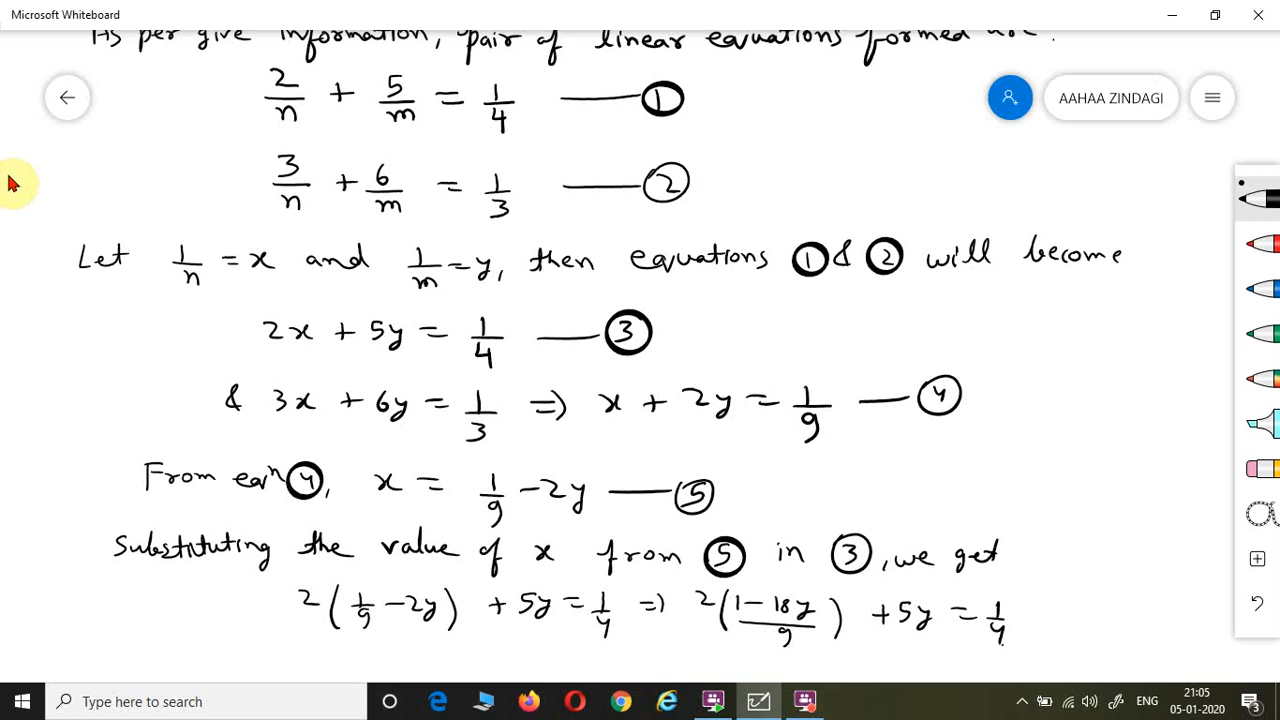 Microsoft Whiteboard
As per give information, pair of linear equations formed are:
2/n + 5/m = 1/4 —— ①
AAHAA ZINDAGI
3/n + 6/m = 1/3 —— ②
Let 1/n = x and 1/m = y, then equations ① & ② will become
2x + 5y = 1/4 —— ③
& 3x + 6y = 1/3 ⇒ x + 2y = 1/9 —— ④
From eqⁿ ④, x = 1/9 - 2y —— ⑤
Substituting the value of x from ⑤ in ③, we get
2(1/9 - 2y) + 5y = 1/4 ⇒ 2((1 - 18y)/9) + 5y = 1/4
Type here to search
ENG
21:05
05-01-2020
3